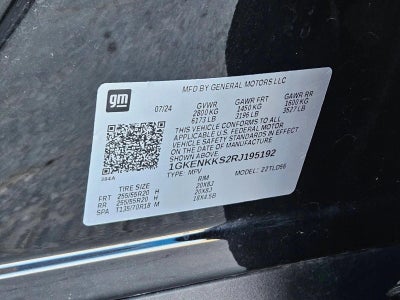 gm
MFD BY GENERAL MOTORS LLC
07/24 GVWR GAWR FRT GAWR RR
2800 KG 1450 KG 1600 KG
6173 LB 3196 LB 3527 LB
THIS VEHICLE CONFORMS TO ALL
APPLICABLE U.S. FEDERAL MOTOR
VEHICLE SAFETY STANDARDS IN EFFECT ON
THE DATE OF MANUFACTURE SHOWN ABOVE.
1GKENKKS2RJ195192
TYPE: MPV MODEL:
TIRE SIZE RIM
FRT 255/55R20 H 20X8J
RR 255/55R20 H 20X8J
SPA T135/70R18 M 18X4.5B